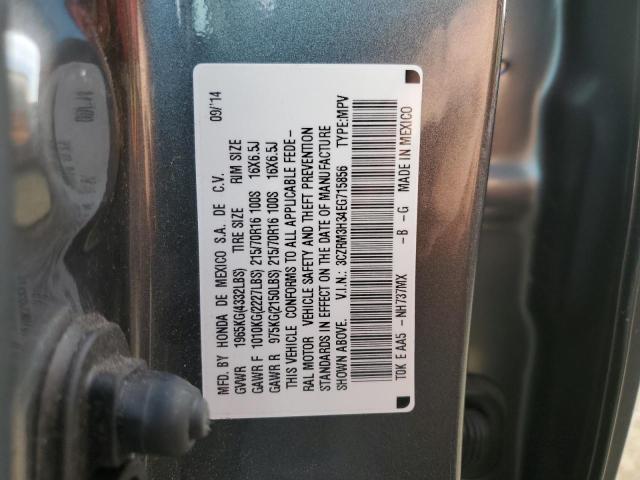 MFD. BY HONDA DE MEXICO S.A. DE C.V. 09/'14
GVWR 1965KG(4332LBS) TIRE SIZE RIM SIZE
GAWR F 1010KG(2227LBS) 215/70R16 100S 16X6.5J
GAWR R 975KG(2150LBS) 215/70R16 100S 16X6.5J
THIS VEHICLE CONFORMS TO ALL APPLICABLE FEDE-
RAL MOTOR VEHICLE SAFETY AND THEFT PREVENTION
STANDARDS IN EFFECT ON THE DATE OF MANUFACTURE
SHOWN ABOVE. V.I.N.: 3CZRM3H34EG715856 TYPE:MPV
TDK E AA5 -NH737MX -B -G MADE IN MEXICO